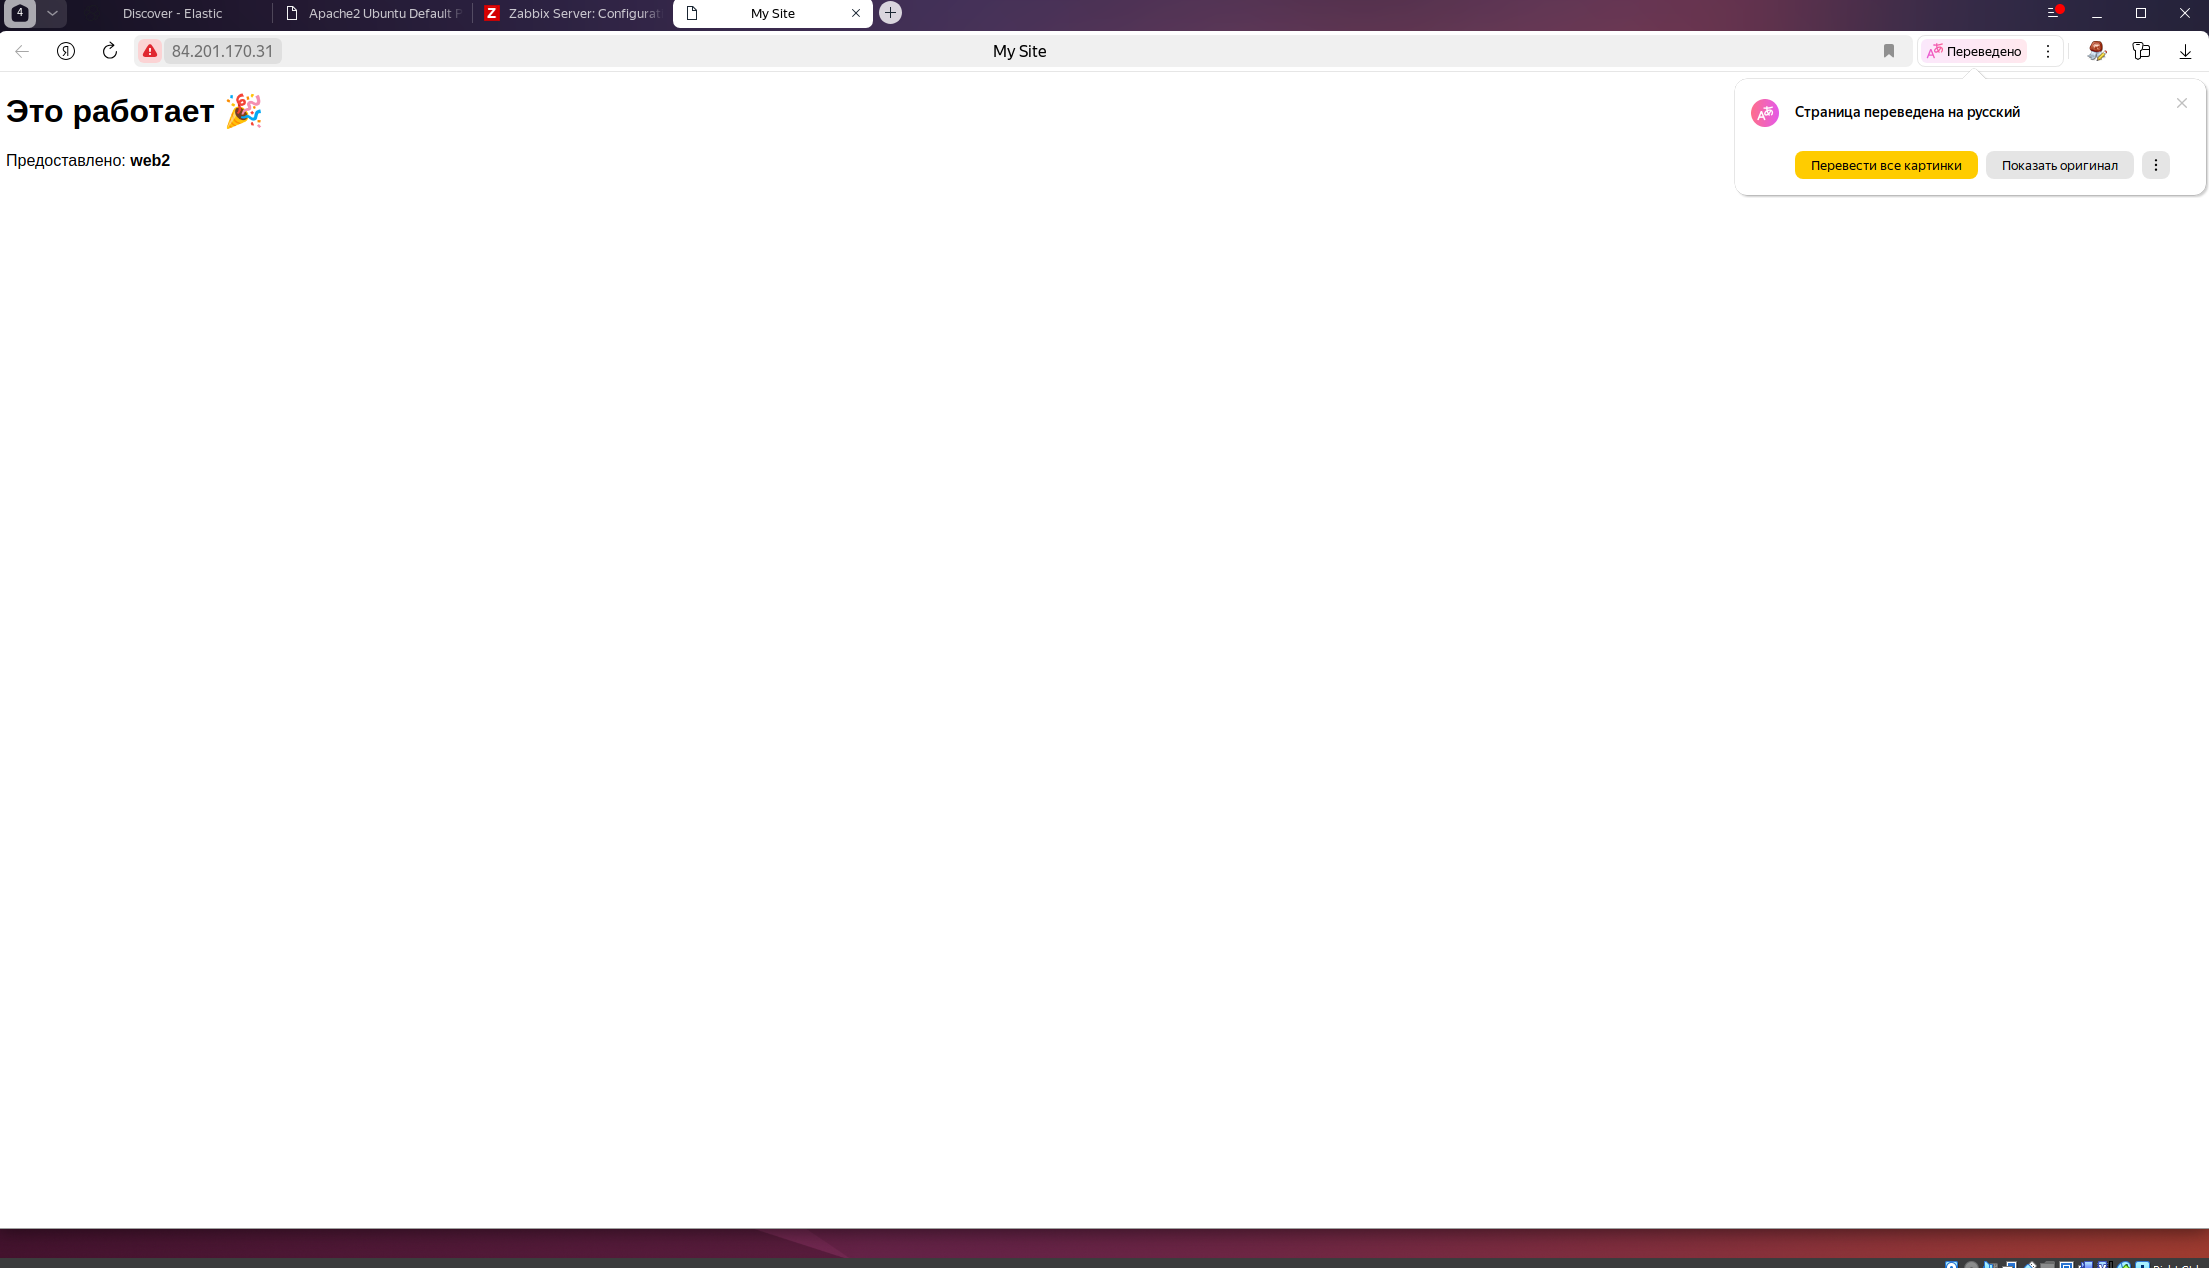 4
Discover - Elastic
Apache2 Ubuntu Default P
Zabbix Server: Configurat
My Site
84.201.170.31
My Site
Переведено
Это работает 🎉
Предоставлено: web2
Страница переведена на русский
Перевести все картинки
Показать оригинал